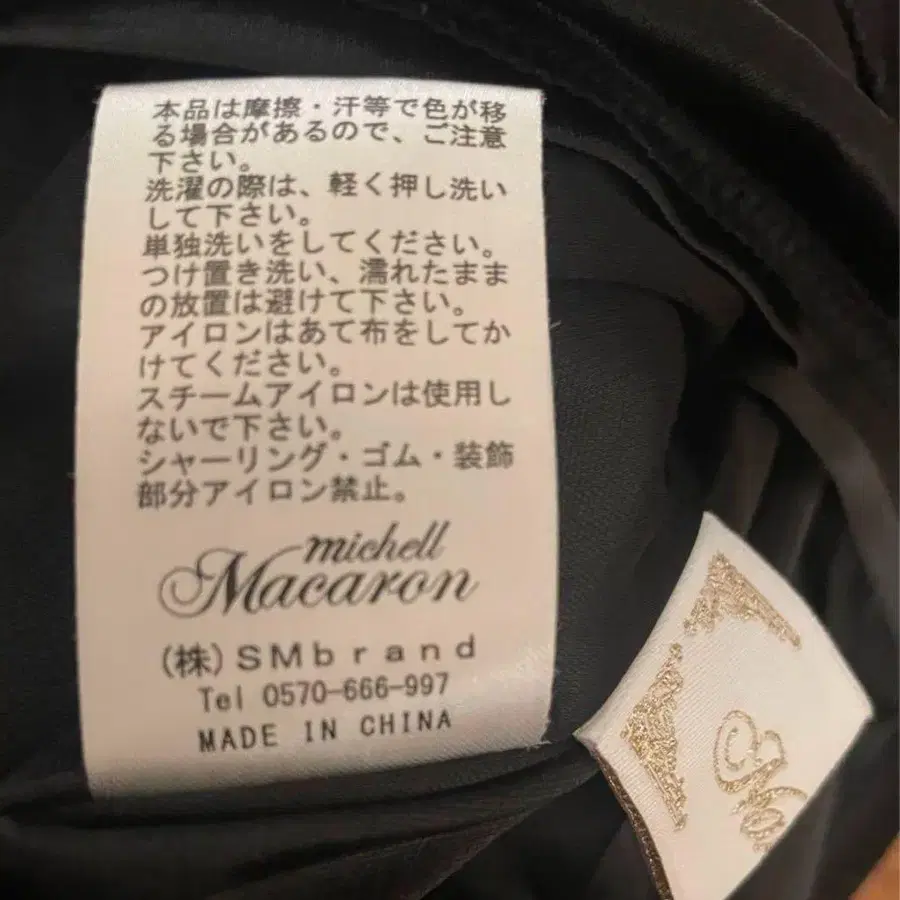 本品は摩擦・汗等で色が移
る場合があるので、ご注意
下さい。
洗濯の際は、軽く押し洗い
して下さい。
単独洗いをしてください。
つけ置き洗い、濡れたまま
の放置は避けて下さい。
アイロンはあて布をしてか
けてください。
スチームアイロンは使用し
ないで下さい。
シャーリング・ゴム・装飾
部分アイロン禁止。
michell
Macaron
(株)SMbrand
Tel 0570-666-997
MADE IN CHINA